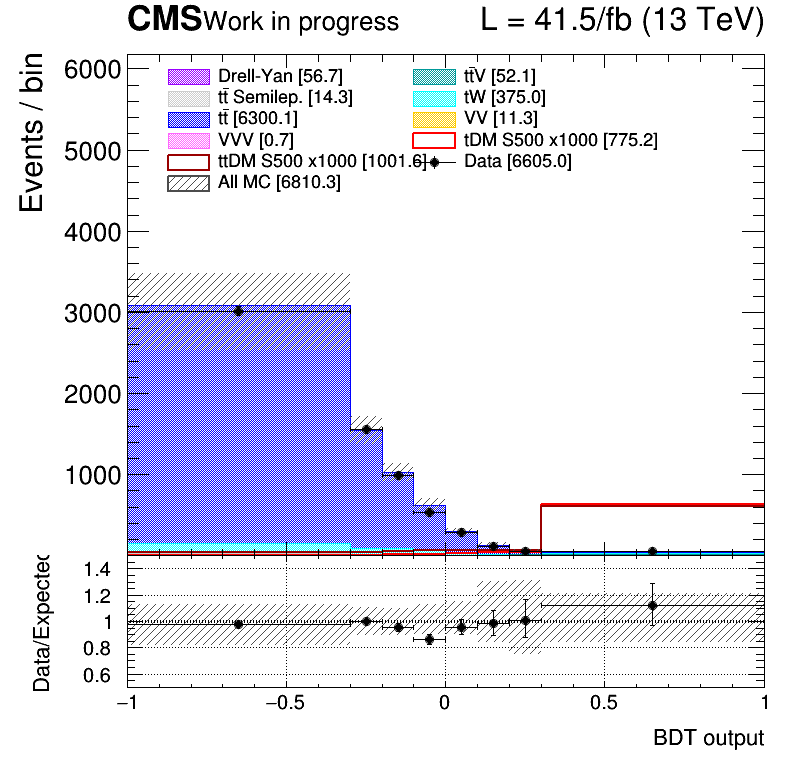 CMS Work in progress L = 41.5/fb (13 TeV)
Events / bin
6000
5000
4000
3000
2000
1000
Drell-Yan [56.7]
tt̄V [52.1]
tt̄ Semilep. [14.3]
tW [375.0]
tt̄ [6300.1]
VV [11.3]
VVV [0.7]
tDM S500 x1000 [775.2]
ttDM S500 x1000 [1001.6]
Data [6605.0]
All MC [6810.3]
Data/Expected
1.4
1.2
1
0.8
0.6
−1 −0.5 0 0.5 1
BDT output